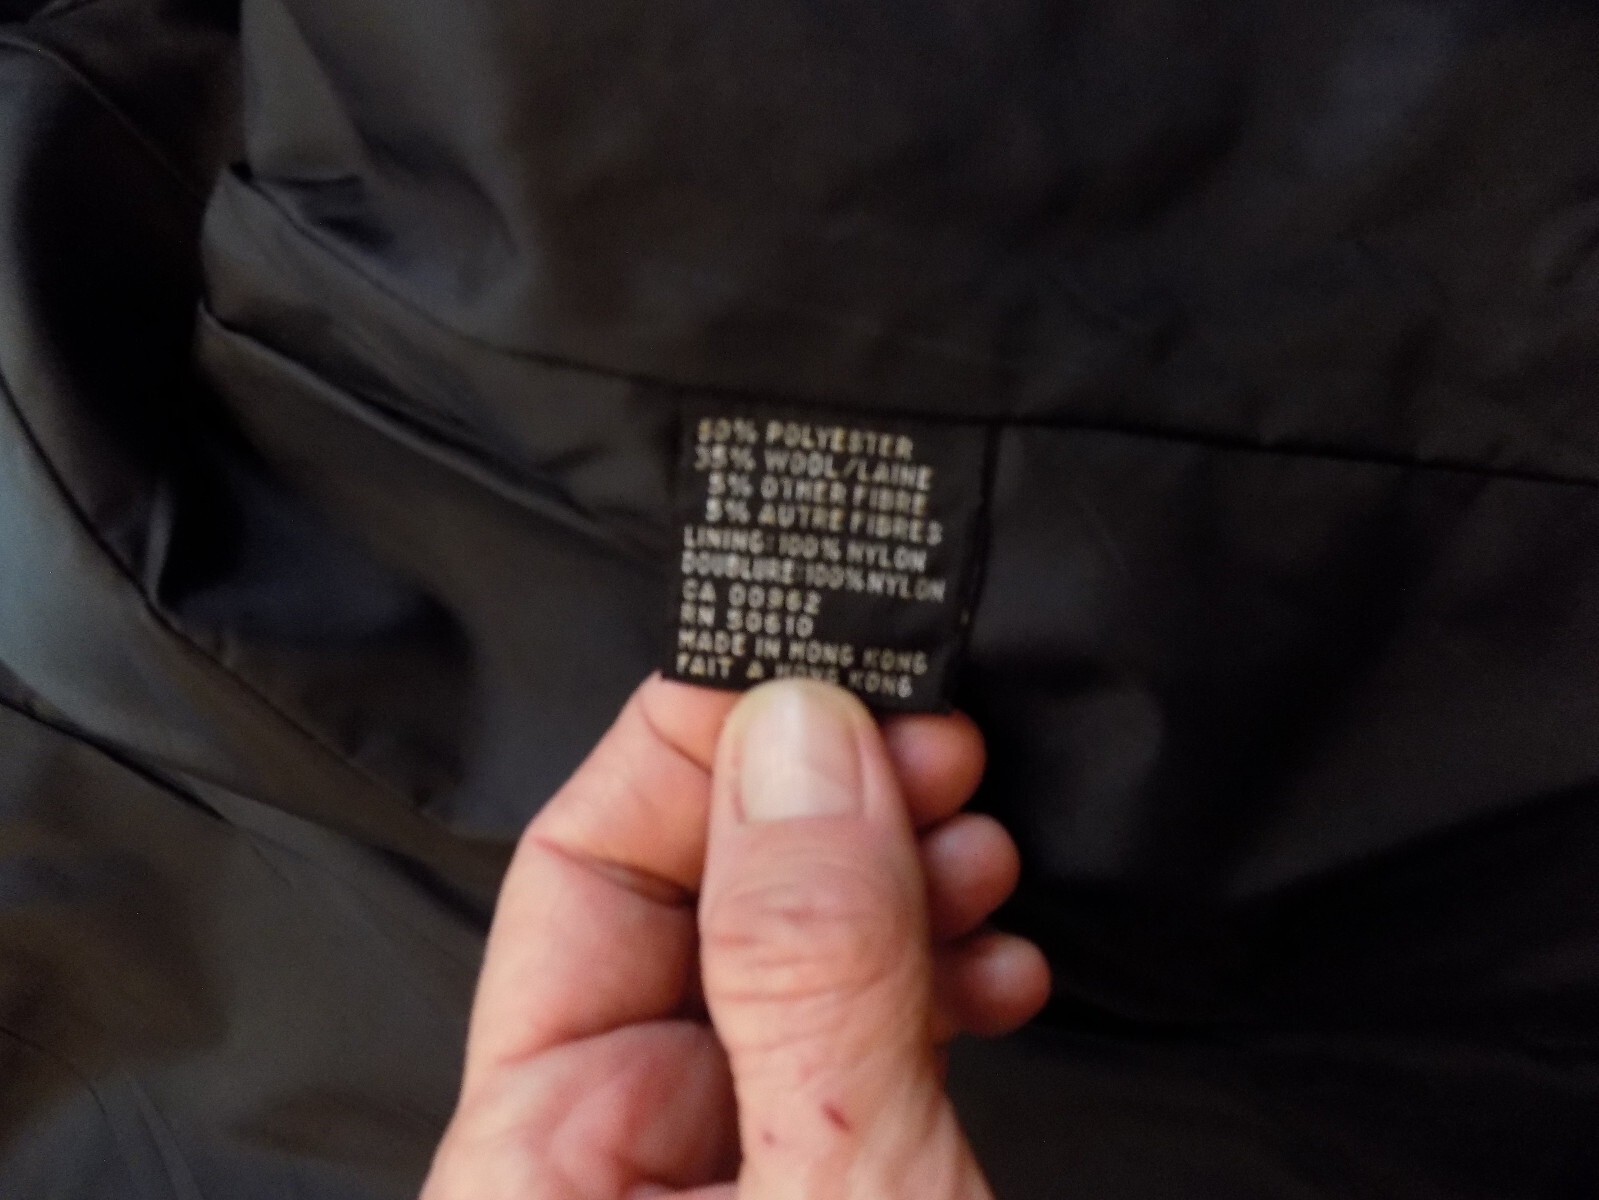 % POLYESTER
35% WOOL/LAINE
5% OTHER FIBRE
5% AUTRE FIBRES
LINING: 100% NYLON
DOUBLURE: 100% NYLON
CA 00962
RN 50610
MADE IN HONG KONG
FAIT A HONG KONG